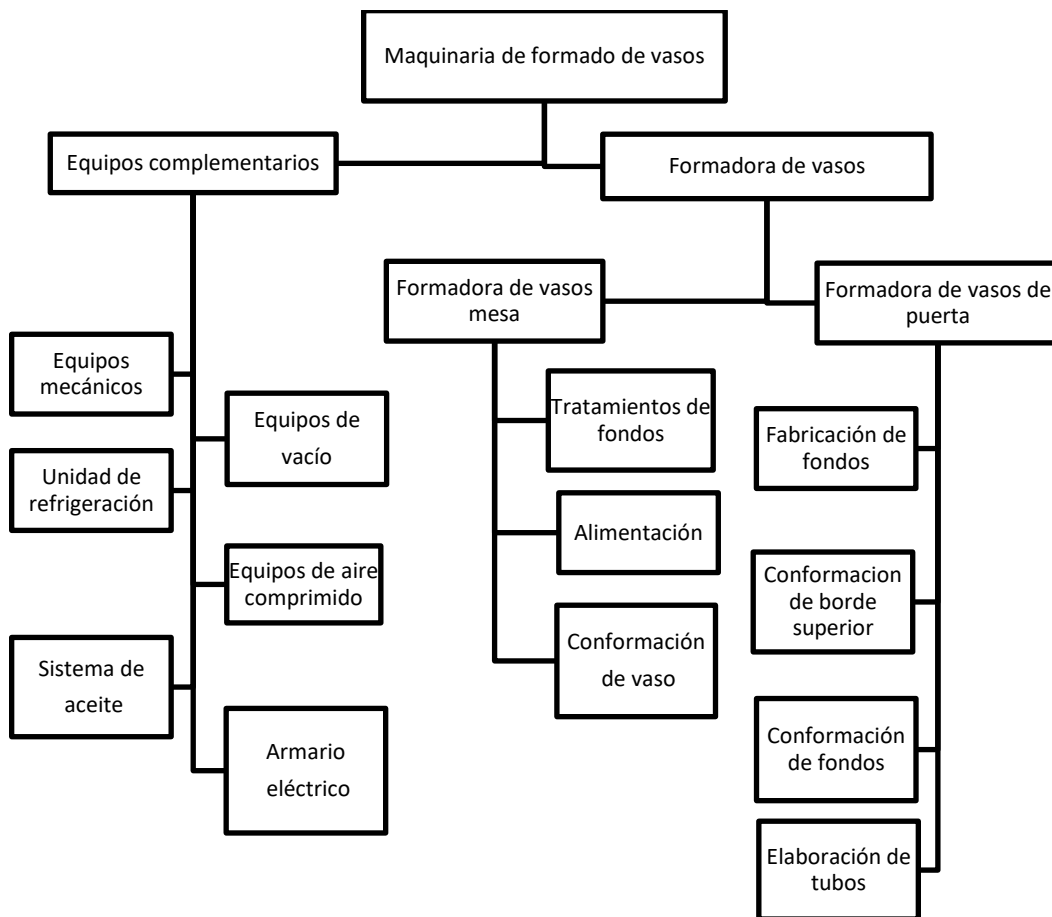 Maquinaria de formado de vasos
Equipos complementarios
Formadora de vasos
Formadora de vasos
mesa
Formadora de vasos de
puerta
Equipos
mecánicos
Equipos de
vacío
Unidad de
refrigeración
Equipos de aire
comprimido
Sistema de
aceite
Armario
eléctrico
Tratamientos de
fondos
Alimentación
Conformación
de vaso
Fabricación de
fondos
Conformacion
de borde
superior
Conformación
de fondos
Elaboración de
tubos